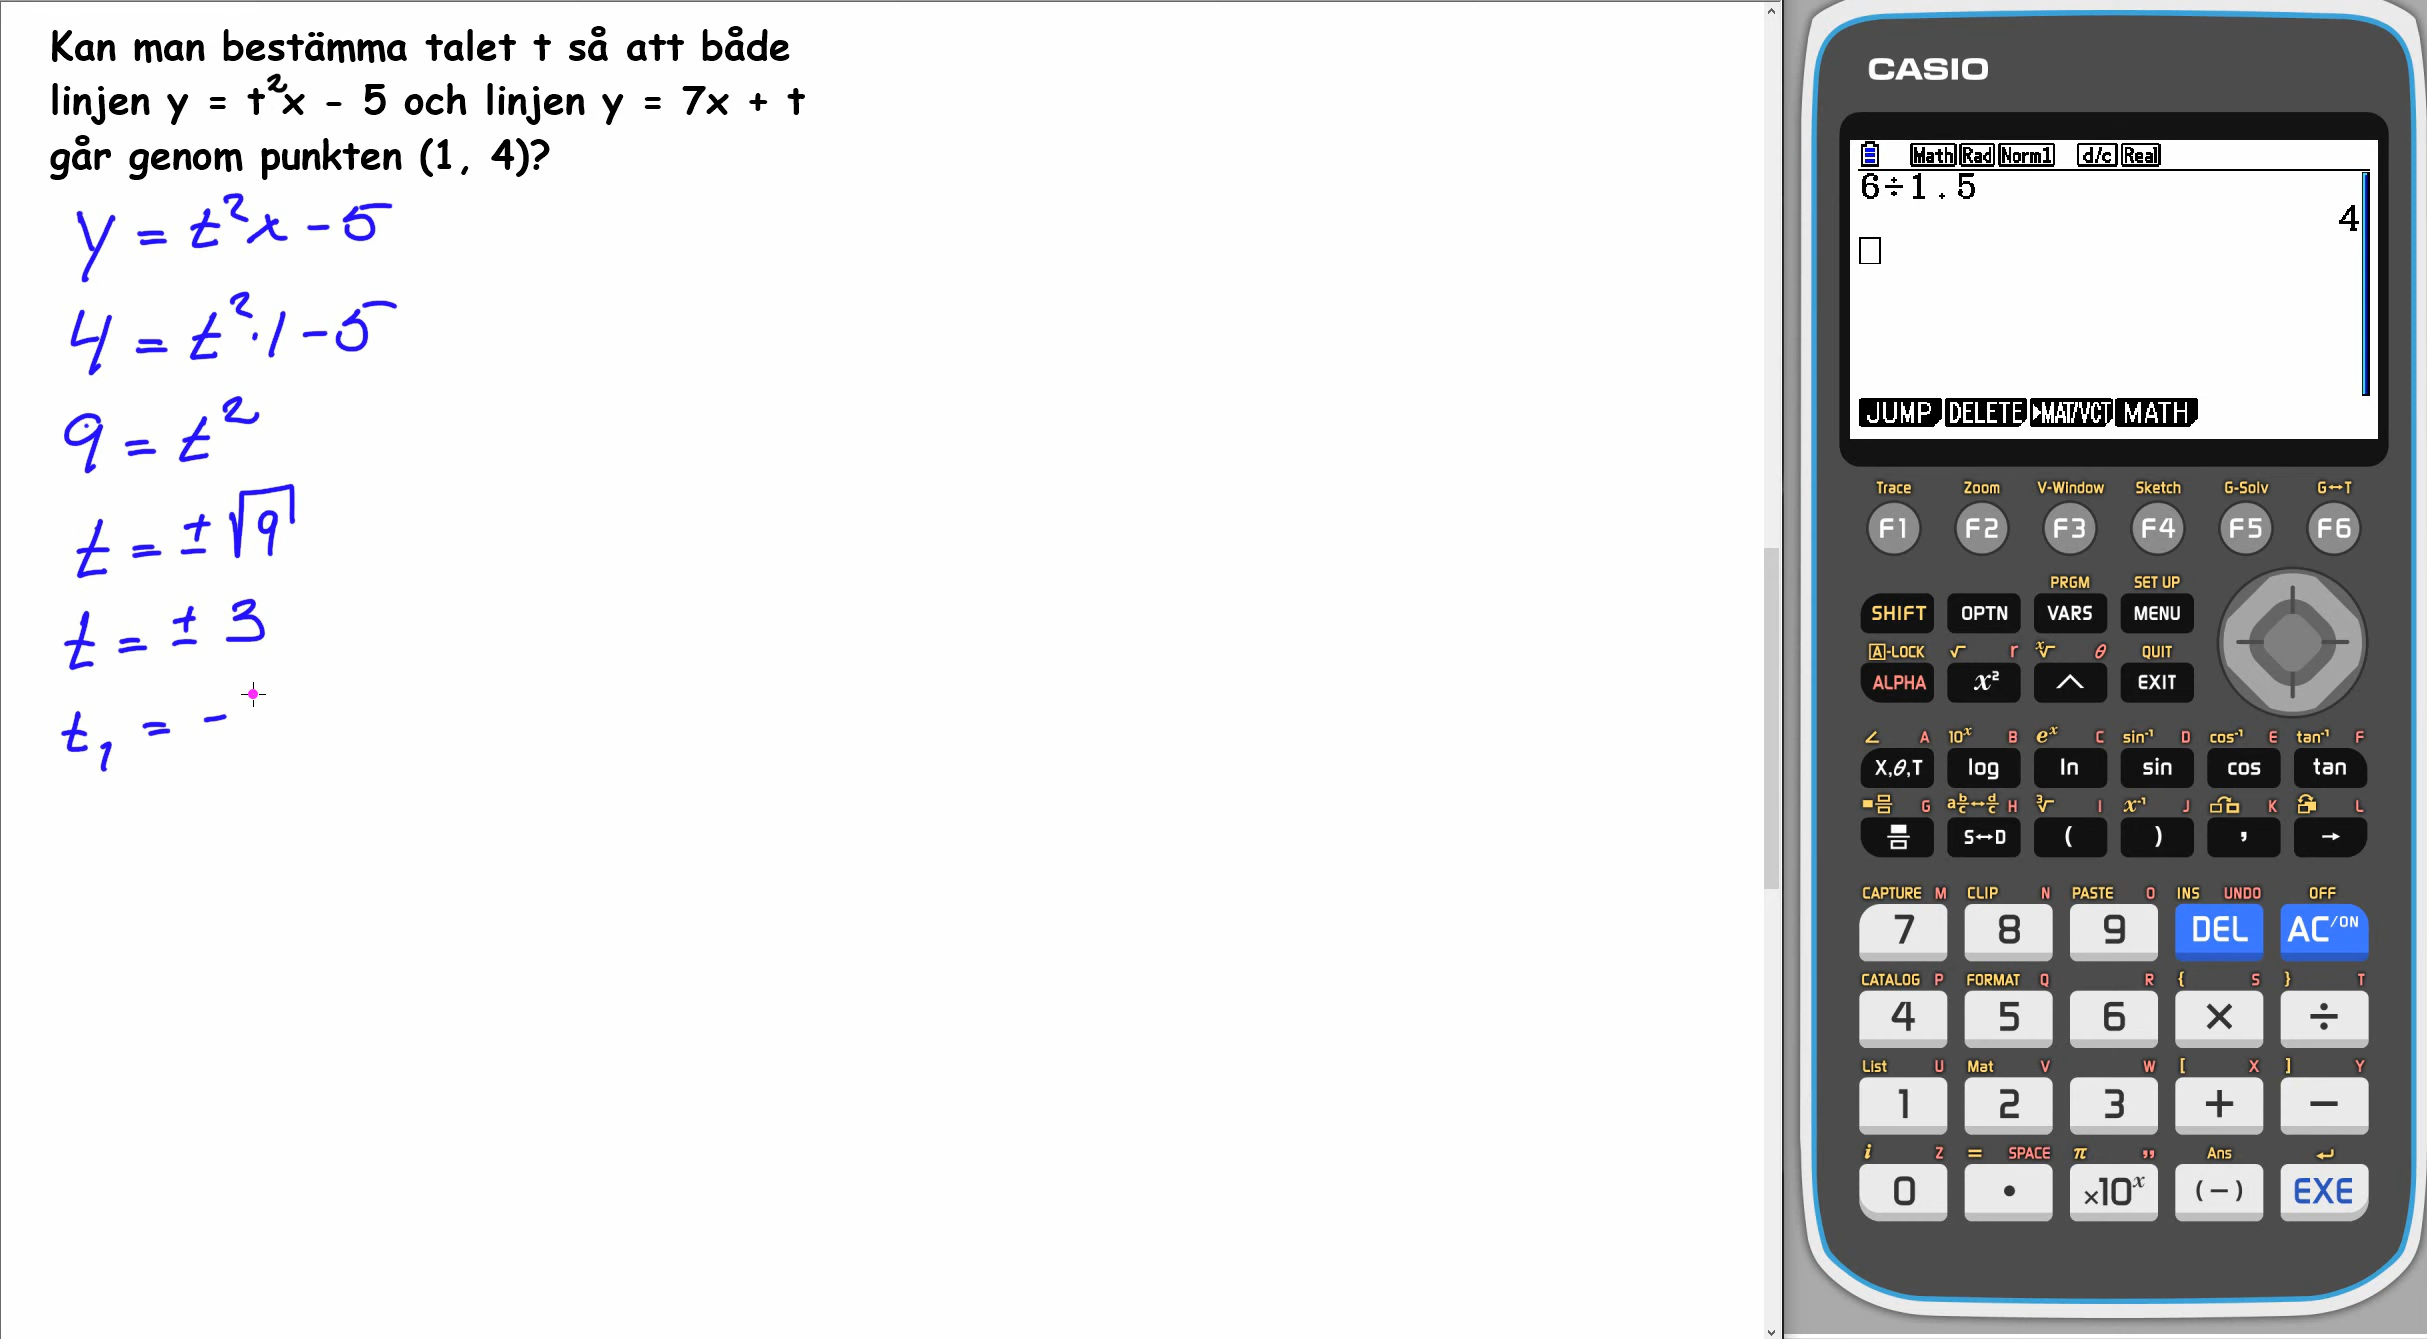 Kan man bestämma talet t så att både
linjen y = t²x - 5 och linjen y = 7x + t
går genom punkten (1, 4)?
y = t²x - 5
4 = t²·1 - 5
9 = t²
t = ± √9
t = ± 3
t₁ = -
CASIO
Math Rad Norm1 d/c Real
6÷1.5
4
JUMP DELETE ▶MAT/VCT MATH
Trace Zoom V-Window Sketch G-Solv G↔T
F1 F2 F3 F4 F5 F6
PRGM SET UP
SHIFT OPTN VARS MENU
A-LOCK √ r ˣ√ θ QUIT
ALPHA x² ^ EXIT
∠ A 10ˣ B eˣ C sin⁻¹ D cos⁻¹ E tan⁻¹ F
X,θ,T log ln sin cos tan
G a b/c↔d/c H ³√ I x⁻¹ J K L
S↔D ( ) , →
CAPTURE M CLIP N PASTE O INS UNDO OFF
7 8 9 DEL AC/ON
CATALOG P FORMAT Q R { S } T
4 5 6 × ÷
List U Mat V W [ X ] Y
1 2 3 + −
i Z = SPACE π " Ans ↵
0 • ×10ˣ (−) EXE